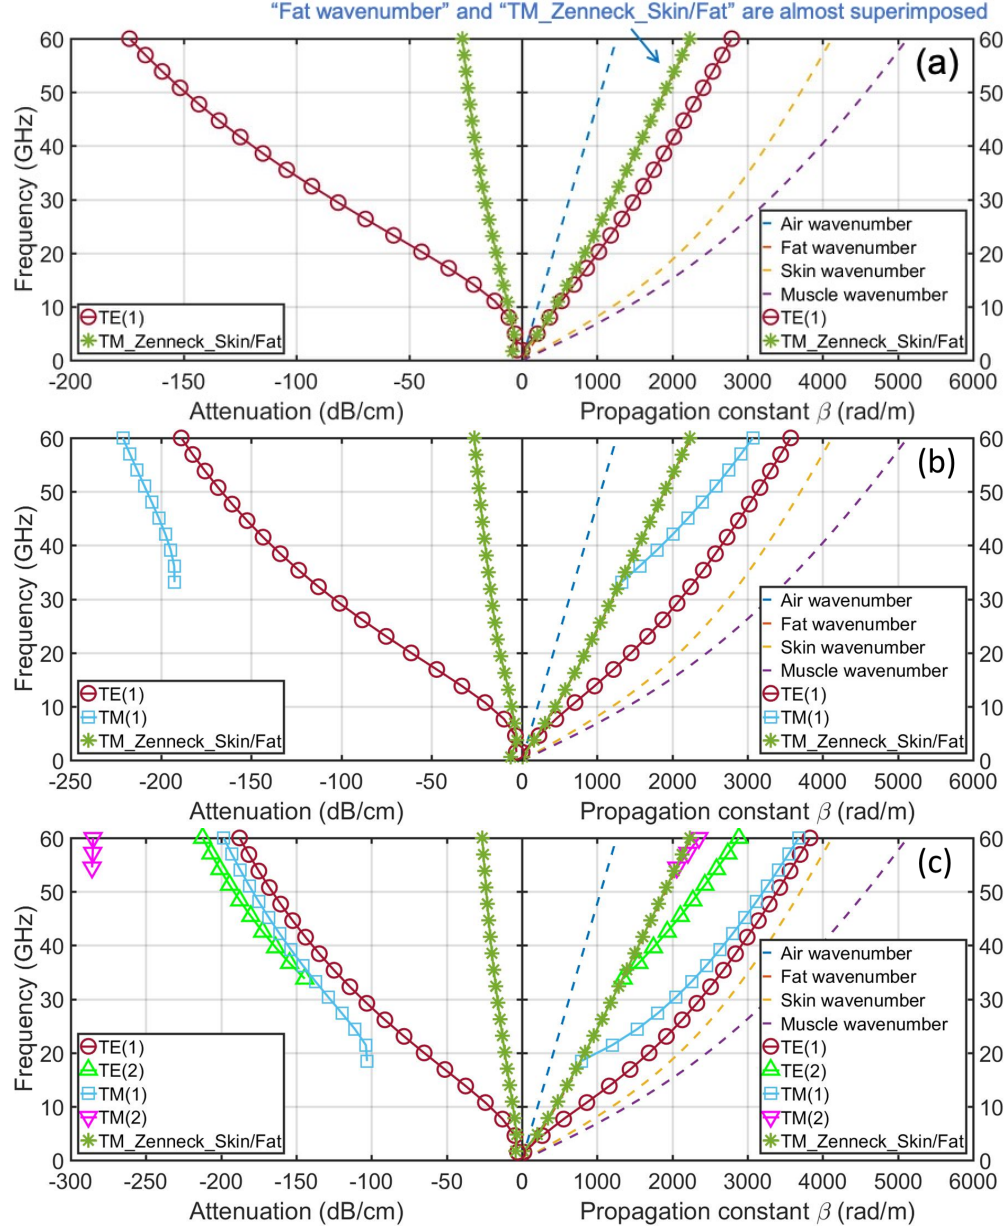 “Fat wavenumber” and “TM_Zenneck_Skin/Fat” are almost superimposed
60
50
40
30
20
10
0
Frequency (GHz)
(a)
60
50
40
30
20
10
0
TE(1)
TM_Zenneck_Skin/Fat
Air wavenumber
Fat wavenumber
Skin wavenumber
Muscle wavenumber
TE(1)
TM_Zenneck_Skin/Fat
-200 -150 -100 -50 0 1000 2000 3000 4000 5000 6000
Attenuation (dB/cm) Propagation constant β (rad/m)
60
50
40
30
20
10
0
Frequency (GHz)
(b)
60
50
40
30
20
10
0
TE(1)
TM(1)
TM_Zenneck_Skin/Fat
Air wavenumber
Fat wavenumber
Skin wavenumber
Muscle wavenumber
TE(1)
TM(1)
TM_Zenneck_Skin/Fat
-250 -200 -150 -100 -50 0 1000 2000 3000 4000 5000 6000
Attenuation (dB/cm) Propagation constant β (rad/m)
60
50
40
30
20
10
0
Frequency (GHz)
(c)
60
50
40
30
20
10
0
TE(1)
TE(2)
TM(1)
TM(2)
TM_Zenneck_Skin/Fat
Air wavenumber
Fat wavenumber
Skin wavenumber
Muscle wavenumber
TE(1)
TE(2)
TM(1)
TM(2)
TM_Zenneck_Skin/Fat
-300 -250 -200 -150 -100 -50 0 1000 2000 3000 4000 5000 6000
Attenuation (dB/cm) Propagation constant β (rad/m)